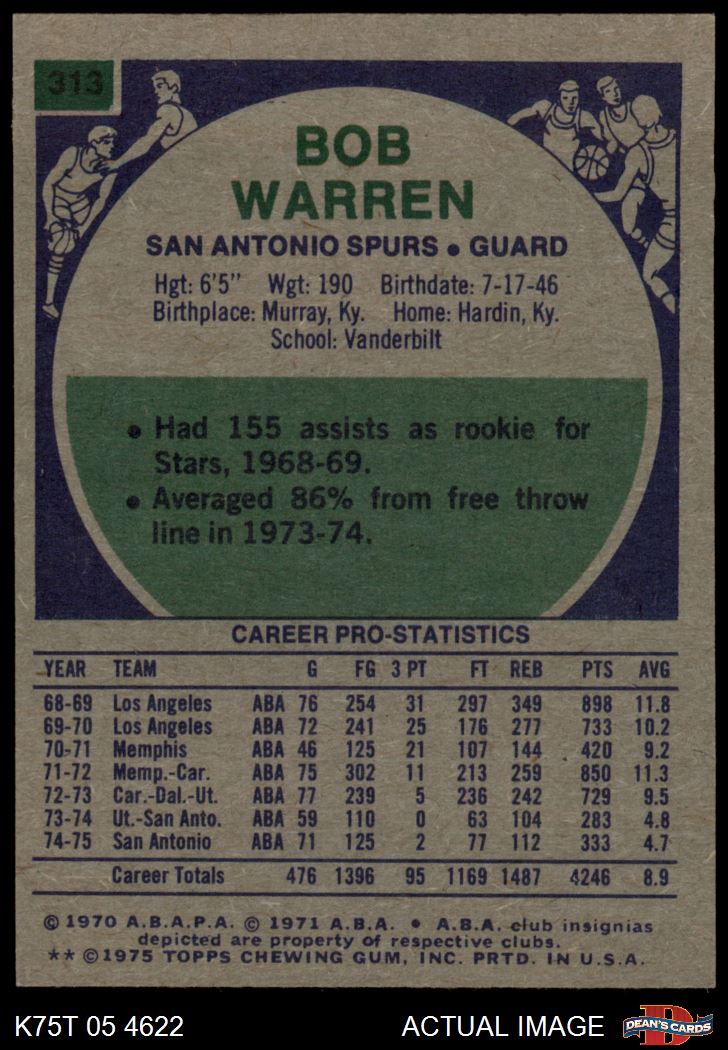 313
BOB
WARREN
SAN ANTONIO SPURS • GUARD
Hgt: 6'5" Wgt: 190 Birthdate: 7-17-46
Birthplace: Murray, Ky. Home: Hardin, Ky.
School: Vanderbilt
• Had 155 assists as rookie for
Stars, 1968-69.
• Averaged 86% from free throw
line in 1973-74.
CAREER PRO-STATISTICS
YEAR TEAM G FG 3 PT FT REB PTS AVG
68-69 Los Angeles ABA 76 254 31 297 349 898 11.8
69-70 Los Angeles ABA 72 241 25 176 277 733 10.2
70-71 Memphis ABA 46 125 21 107 144 420 9.2
71-72 Memp.-Car. ABA 75 302 11 213 259 850 11.3
72-73 Car.-Dal.-Ut. ABA 77 239 5 236 242 729 9.5
73-74 Ut.-San Anto. ABA 59 110 0 63 104 283 4.8
74-75 San Antonio ABA 71 125 2 77 112 333 4.7
Career Totals 476 1396 95 1169 1487 4246 8.9
© 1970 A.B.A.P.A. © 1971 A.B.A. • A.B.A. club insignias
depicted are property of respective clubs.
** ©1975 TOPPS CHEWING GUM, INC. PRTD. IN U.S.A.
K75T 05 4622 ACTUAL IMAGE D DEAN'S CARDS